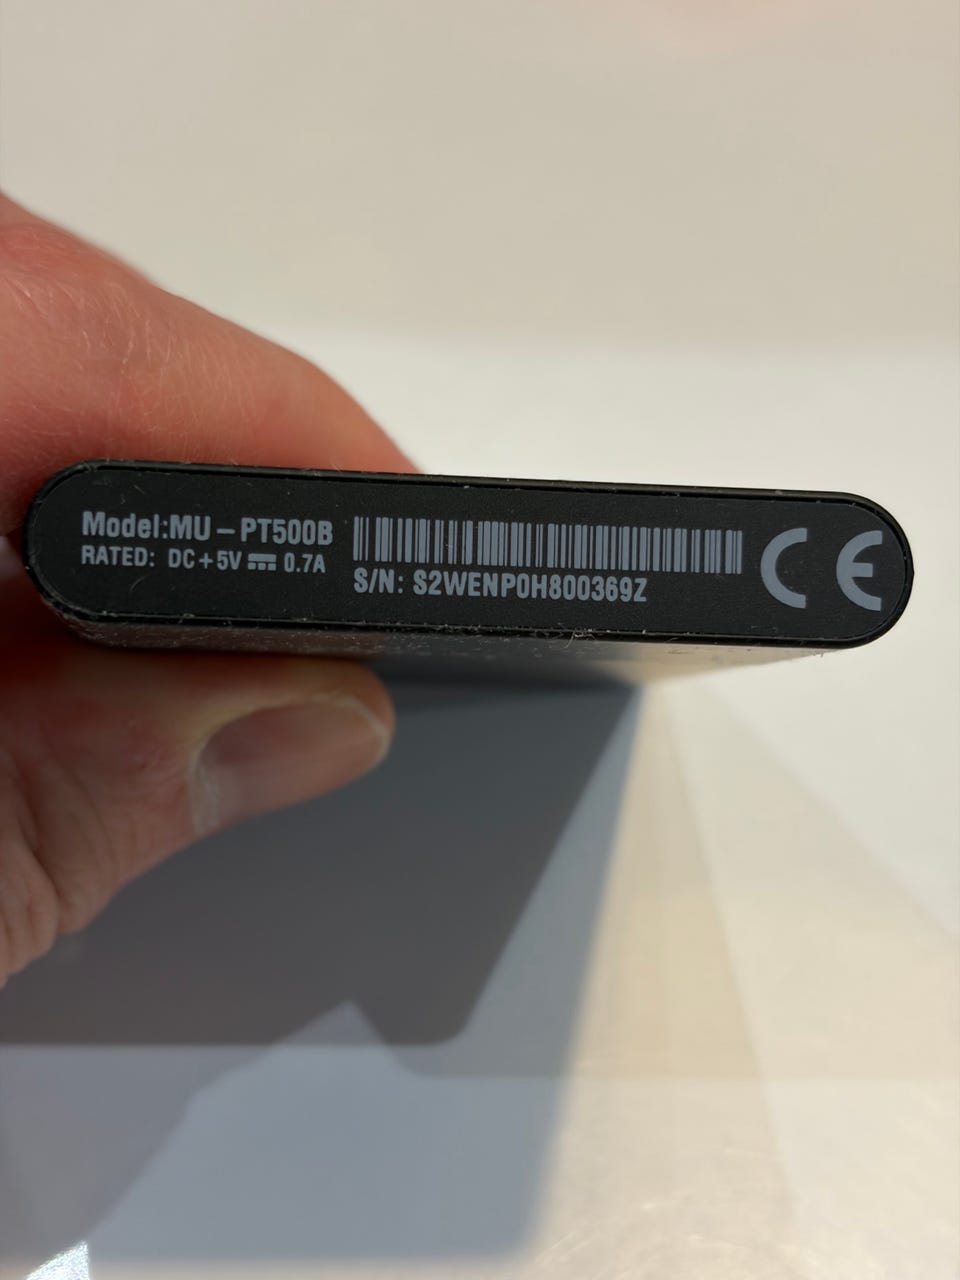 Model:MU-PT500B
RATED: DC+5V ⎓ 0.7A
S/N: S2WENP0H800369Z
CE